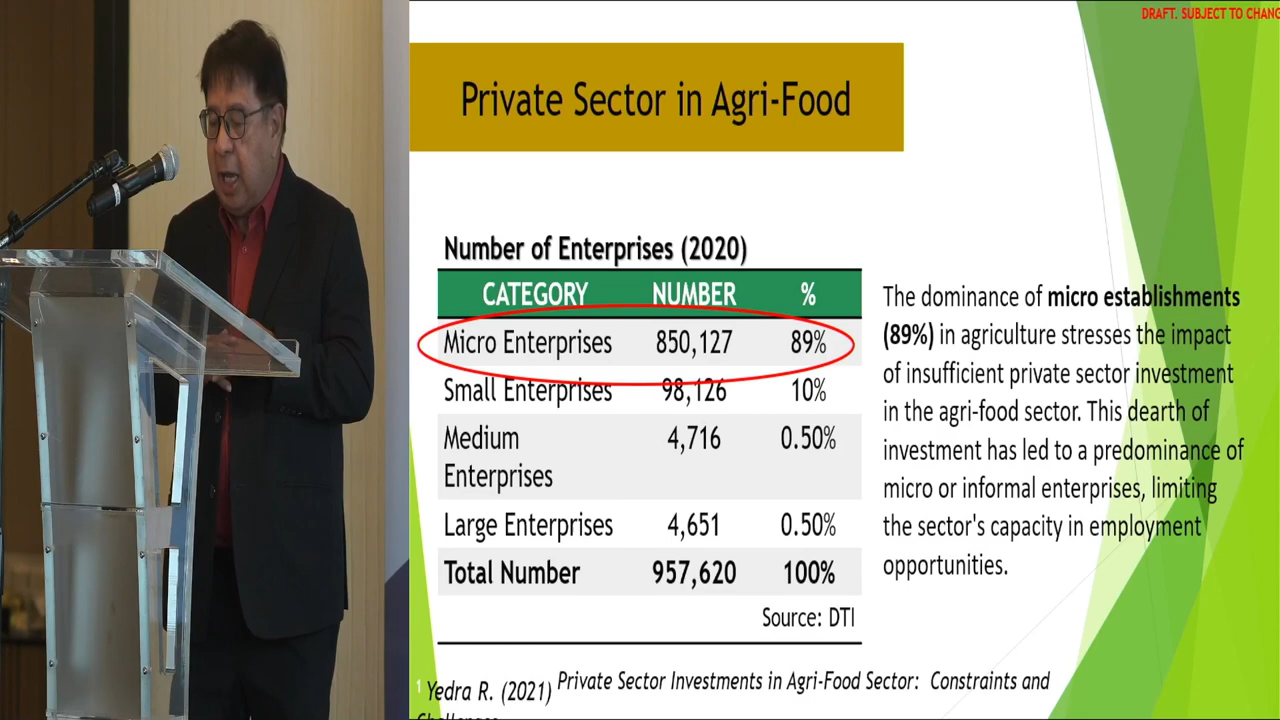 DRAFT. SUBJECT TO CHANG
Private Sector in Agri-Food
Number of Enterprises (2020)
CATEGORY NUMBER %
Micro Enterprises 850,127 89%
Small Enterprises 98,126 10%
Medium 4,716 0.50%
Enterprises
Large Enterprises 4,651 0.50%
Total Number 957,620 100%
Source: DTI
The dominance of micro establishments
(89%) in agriculture stresses the impact
of insufficient private sector investment
in the agri-food sector. This dearth of
investment has led to a predominance of
micro or informal enterprises, limiting
the sector's capacity in employment
opportunities.
1 Yedra R. (2021) Private Sector Investments in Agri-Food Sector: Constraints and
Challenges